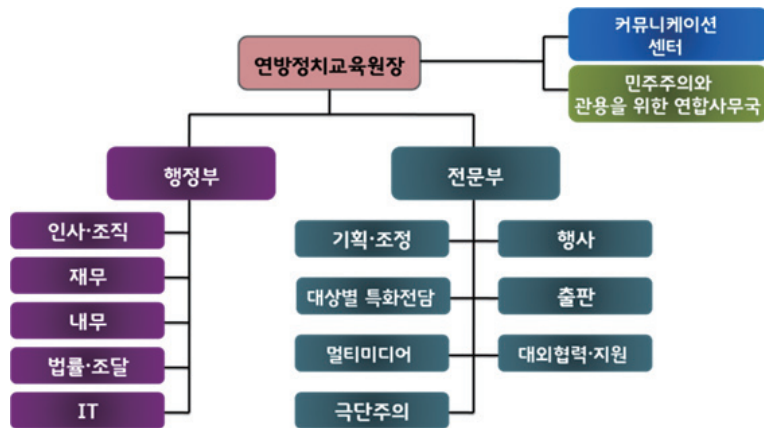 커뮤니케이션
센터
연방정치교육원장
민주주의와
관용을 위한 연합사무국
행정부
전문부
인사·조직
재무
내무
법률·조달
IT
기획·조정
행사
대상별 특화전담
출판
멀티미디어
대외협력·지원
극단주의